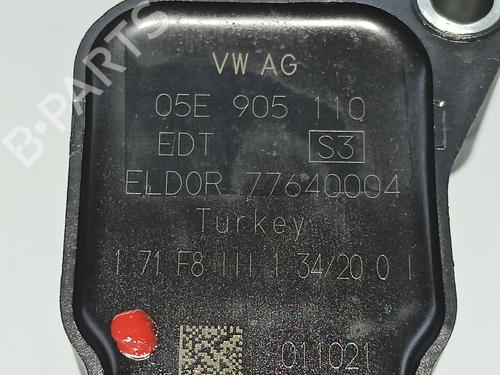 B-PARTS
VW AG
05E 905 110
EDT S3
ELDOR 77640004
Turkey
1 71 F8 111 1 34/20 0 1
011021